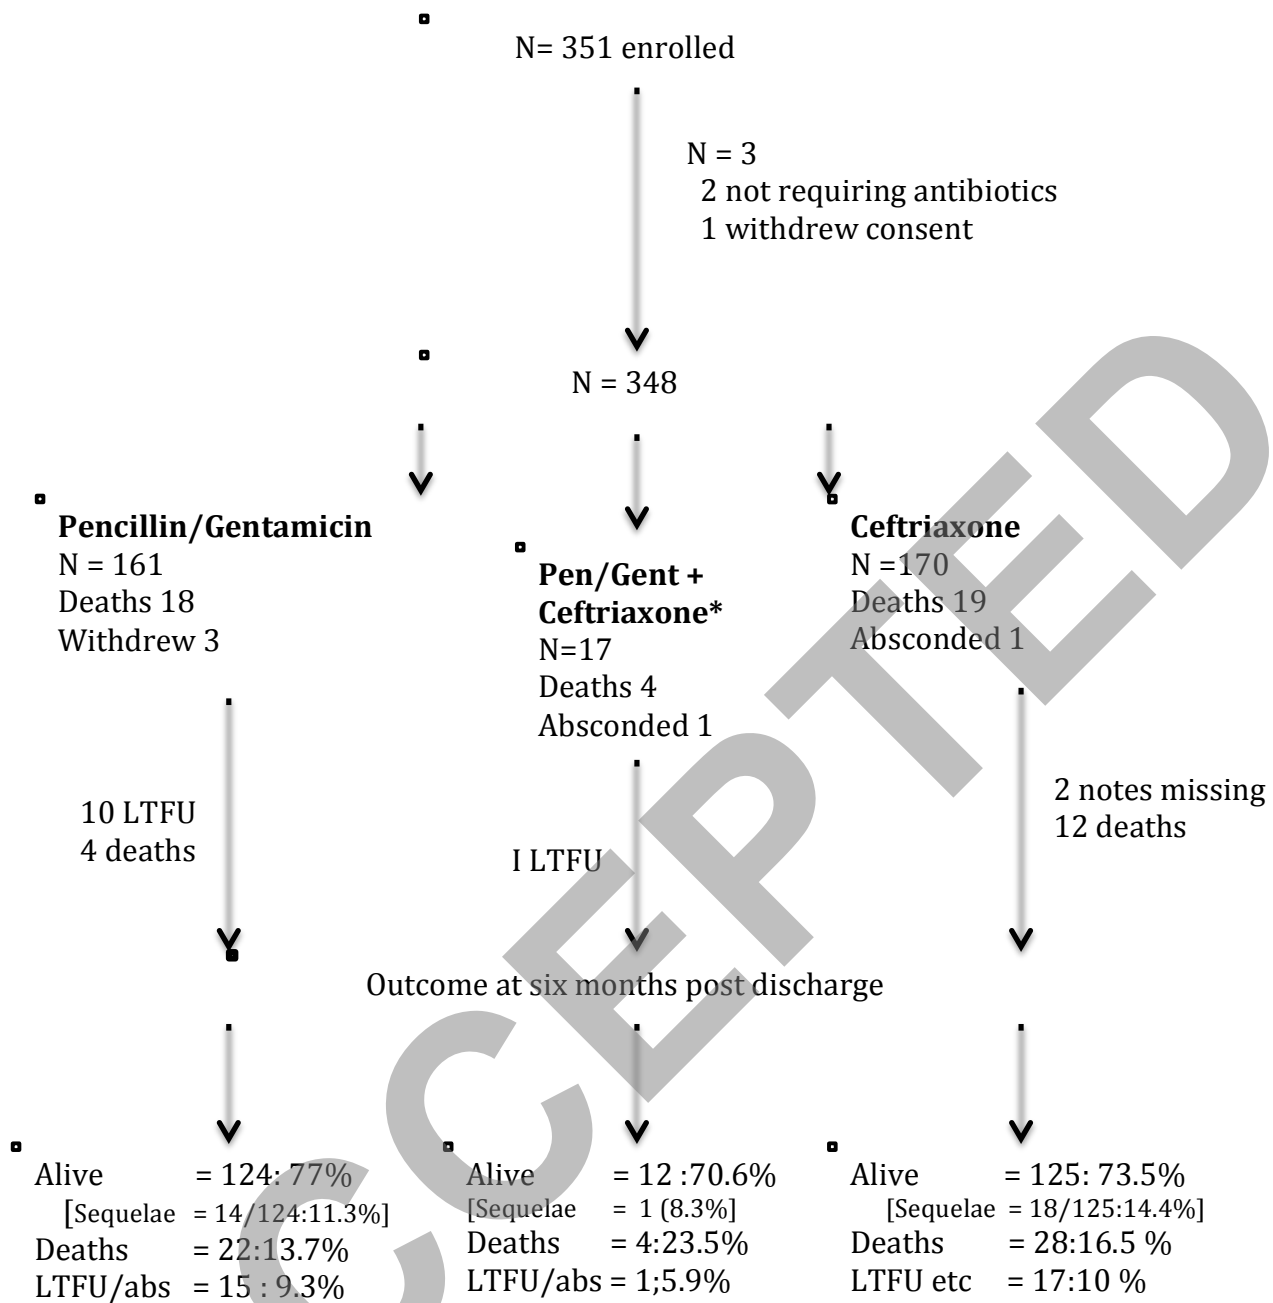 N= 351 enrolled
N = 3
2 not requiring antibiotics
1 withdrew consent
N = 348
Pencillin/Gentamicin
N = 161
Deaths 18
Withdrew 3
Pen/Gent +
Ceftriaxone*
N=17
Deaths 4
Absconded 1
Ceftriaxone
N =170
Deaths 19
Absconded 1
10 LTFU
4 deaths
I LTFU
2 notes missing
12 deaths
Outcome at six months post discharge
Alive = 124: 77%
[Sequelae = 14/124:11.3%]
Deaths = 22:13.7%
LTFU/abs = 15 : 9.3%
Alive = 12 :70.6%
[Sequelae = 1 (8.3%]
Deaths = 4:23.5%
LTFU/abs = 1;5.9%
Alive = 125: 73.5%
[Sequelae = 18/125:14.4%]
Deaths = 28:16.5 %
LTFU etc = 17:10 %
CCEPTED